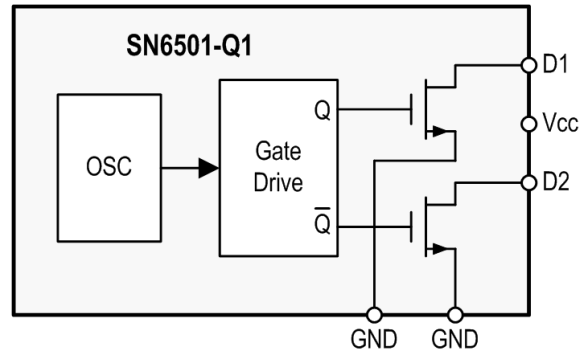 SN6501-Q1
D1
Q
Vcc
OSC
Gate
Drive
D2
Q̅
GND
GND